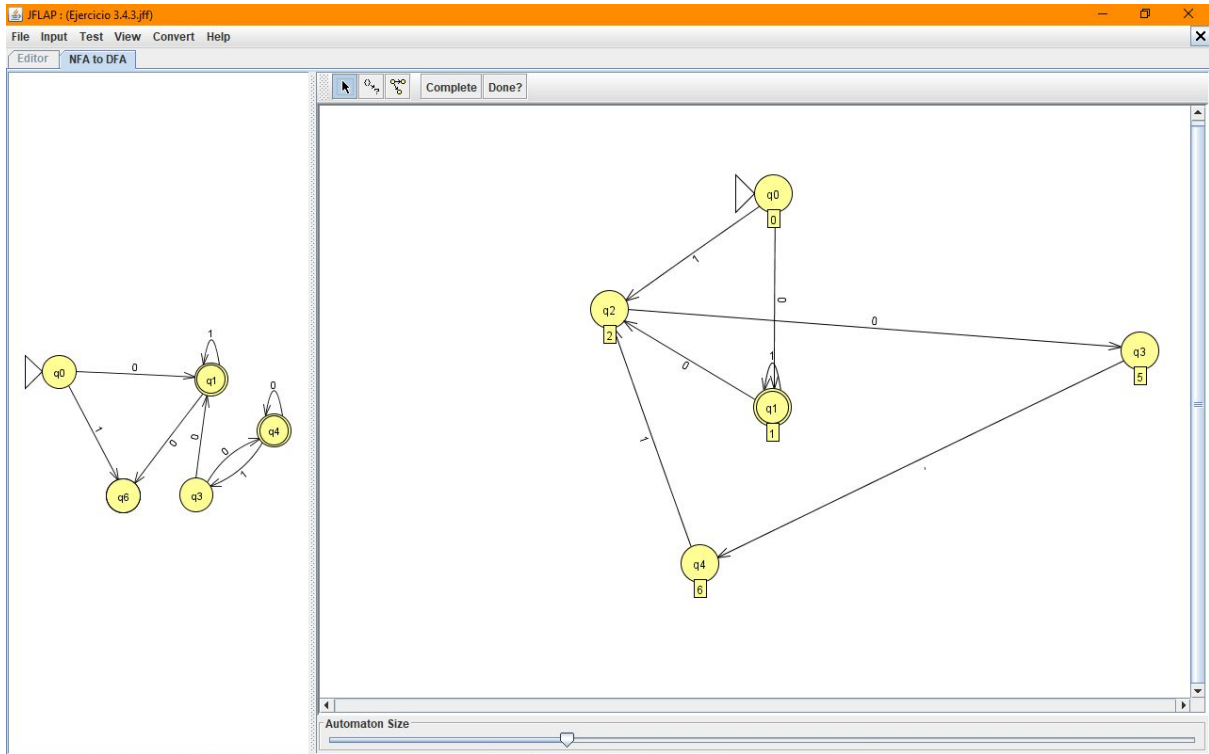 JFLAP : (Ejercicio 3.4.3.jff)
File Input Test View Convert Help
Editor NFA to DFA
Complete Done?
q0
0
1
0
q2
2
0
q3
5
0
1
q1
1
1
q4
6
1
0
q1
0
q4
q0
1
0
0
0
1
q6
q3
Automaton Size